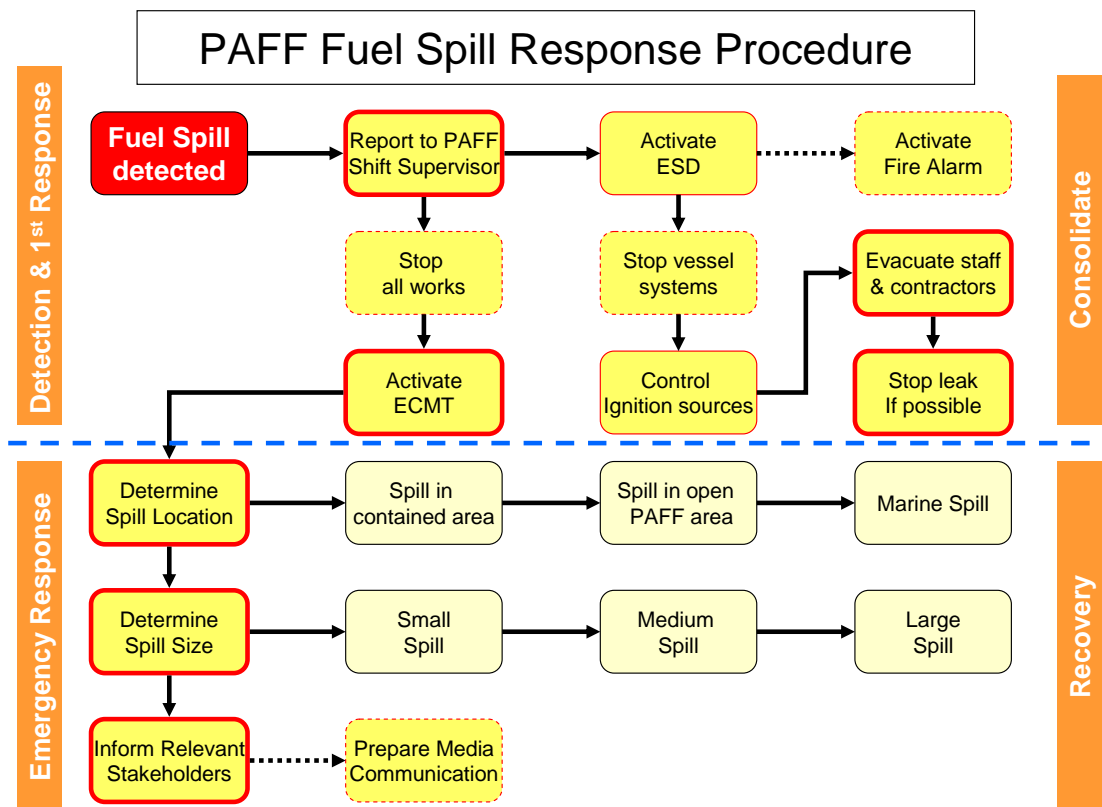 PAFF Fuel Spill Response Procedure
Detection & 1st Response
Consolidate
Fuel Spill
detected
Report to PAFF
Shift Supervisor
Activate
ESD
Activate
Fire Alarm
Stop
all works
Stop vessel
systems
Evacuate staff
& contractors
Activate
ECMT
Control
Ignition sources
Stop leak
If possible
Emergency Response
Recovery
Determine
Spill Location
Spill in
contained area
Spill in open
PAFF area
Marine Spill
Determine
Spill Size
Small
Spill
Medium
Spill
Large
Spill
Inform Relevant
Stakeholders
Prepare Media
Communication